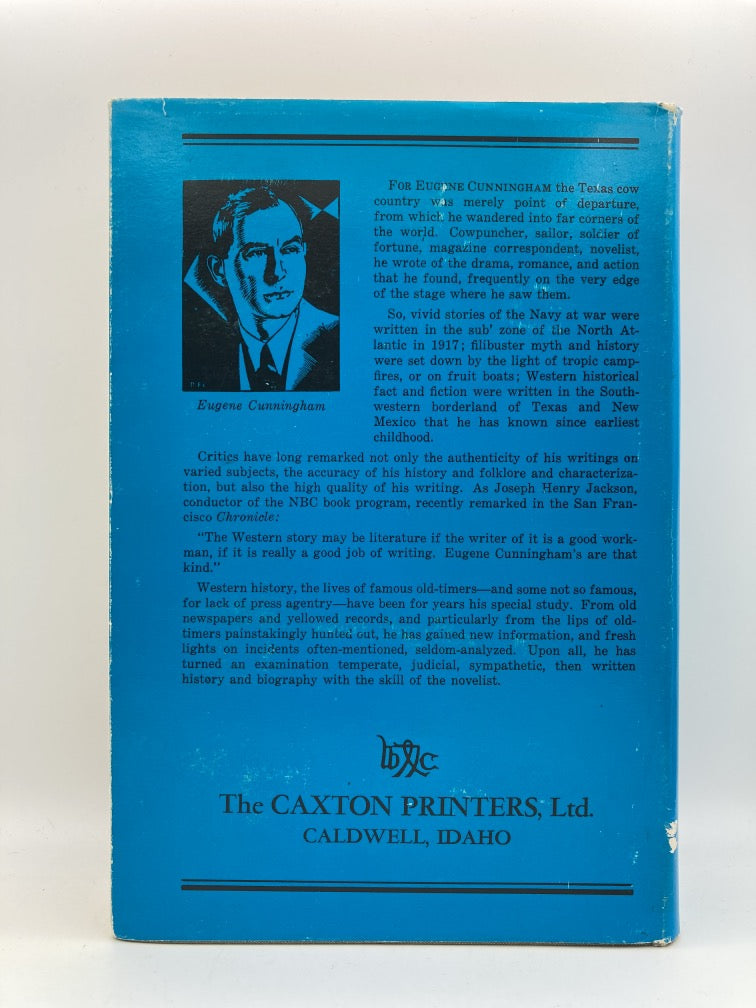 FOR EUGENE CUNNINGHAM the Texas cow
country was merely point of departure,
from which he wandered into far corners of
the world. Cowpuncher, sailor, soldier of
fortune, magazine correspondent, novelist,
he wrote of the drama, romance, and action
that he found, frequently on the very edge
of the stage where he saw them.
So, vivid stories of the Navy at war were
written in the sub' zone of the North At-
lantic in 1917; filibuster myth and history
were set down by the light of tropic camp-
fires, or on fruit boats; Western historical
fact and fiction were written in the South-
western borderland of Texas and New
Mexico that he has known since earliest
childhood.
Eugene Cunningham
Critics have long remarked not only the authenticity of his writings on
varied subjects, the accuracy of his history and folklore and characteriza-
tion, but also the high quality of his writing. As Joseph Henry Jackson,
conductor of the NBC book program, recently remarked in the San Fran-
cisco Chronicle:
"The Western story may be literature if the writer of it is a good work-
man, if it is really a good job of writing. Eugene Cunningham's are that
kind."
Western history, the lives of famous old-timers—and some not so famous,
for lack of press agentry—have been for years his special study. From old
newspapers and yellowed records, and particularly from the lips of old-
timers painstakingly hunted out, he has gained new information, and fresh
lights on incidents often-mentioned, seldom-analyzed. Upon all, he has
turned an examination temperate, judicial, sympathetic, then written
history and biography with the skill of the novelist.
The CAXTON PRINTERS, Ltd.
CALDWELL, IDAHO